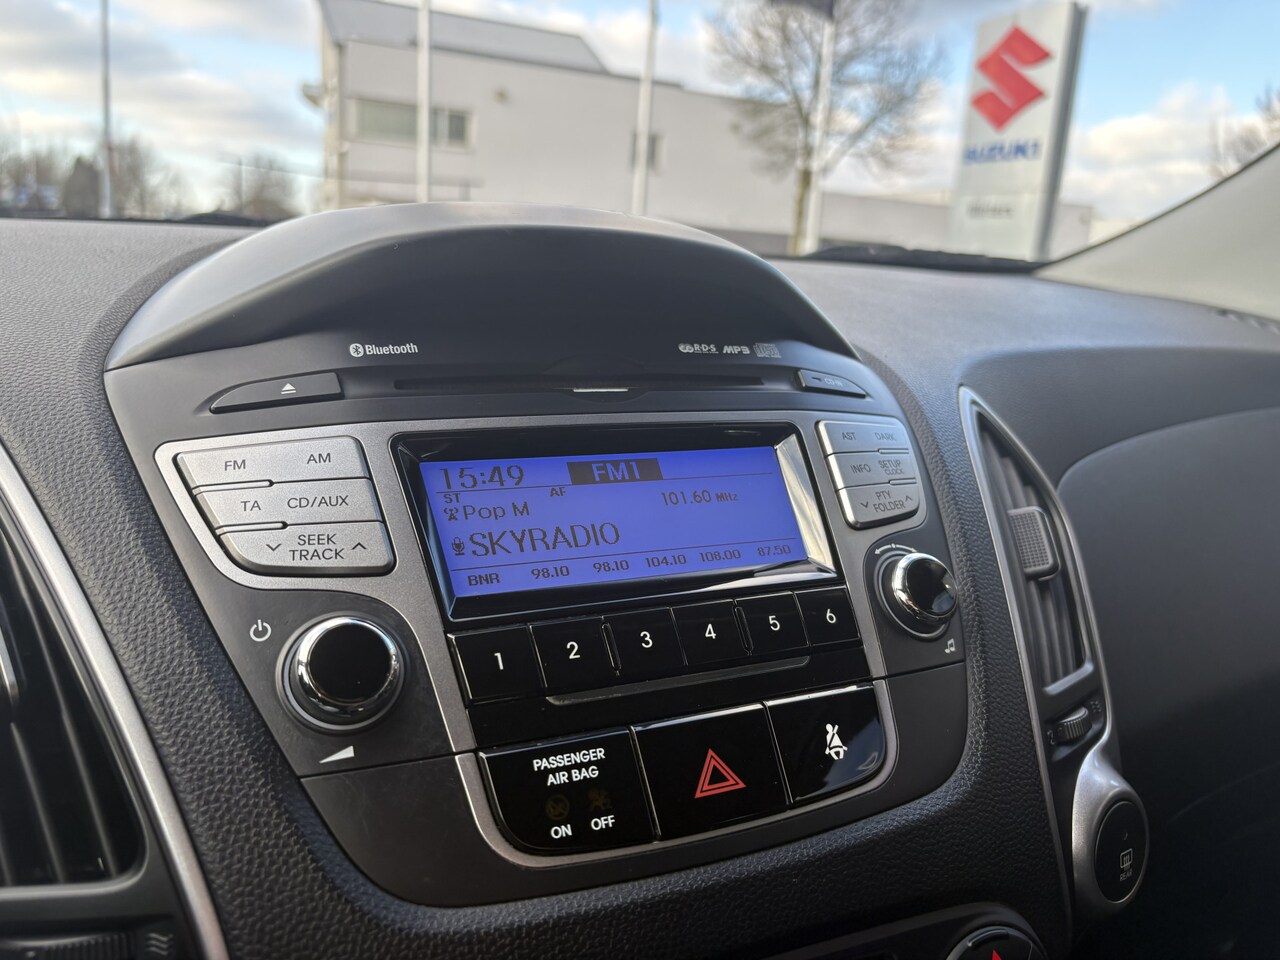 SUZUKI
Bluetooth
R·D·S MP3
FM AM
TA CD/AUX
SEEK
TRACK
15:49 FM1
ST AF
Pop M 101.60 MHz
SKYRADIO
BNR 98.10 98.10 104.10 108.00 87.50
AST DARK
INFO SETUP
CLOCK
PTY
FOLDER
1 2 3 4 5 6
PASSENGER
AIR BAG
ON OFF
REAR